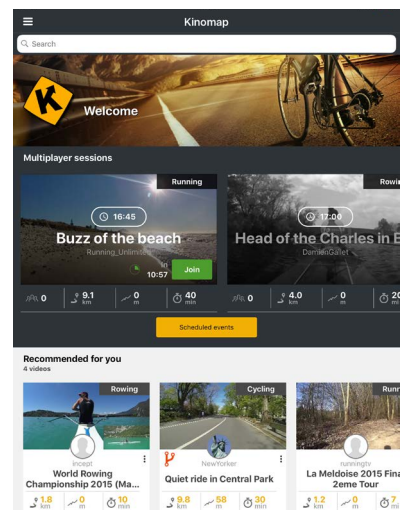 Kinomap
Search
K
Welcome
Multiplayer sessions
Running
16:45
Buzz of the beach
Running_Unlimited
in
10:57
Join
0
9.1
km
0
m
40
min
Rowi
17:00
Head of the Charles in E
DamienGallet
0
4.0
km
0
m
20
mi
Scheduled events
Recommended for you
4 videos
Rowing
incept
World Rowing
Championship 2015 (Ma...
1.8
km
0
m
10
min
Cycling
NewYorker
Quiet ride in Central Park
9.8
km
58
m
30
min
Runn
runningtv
La Meldoise 2015 Fina
2eme Tour
1.2
km
0
m
7
mi